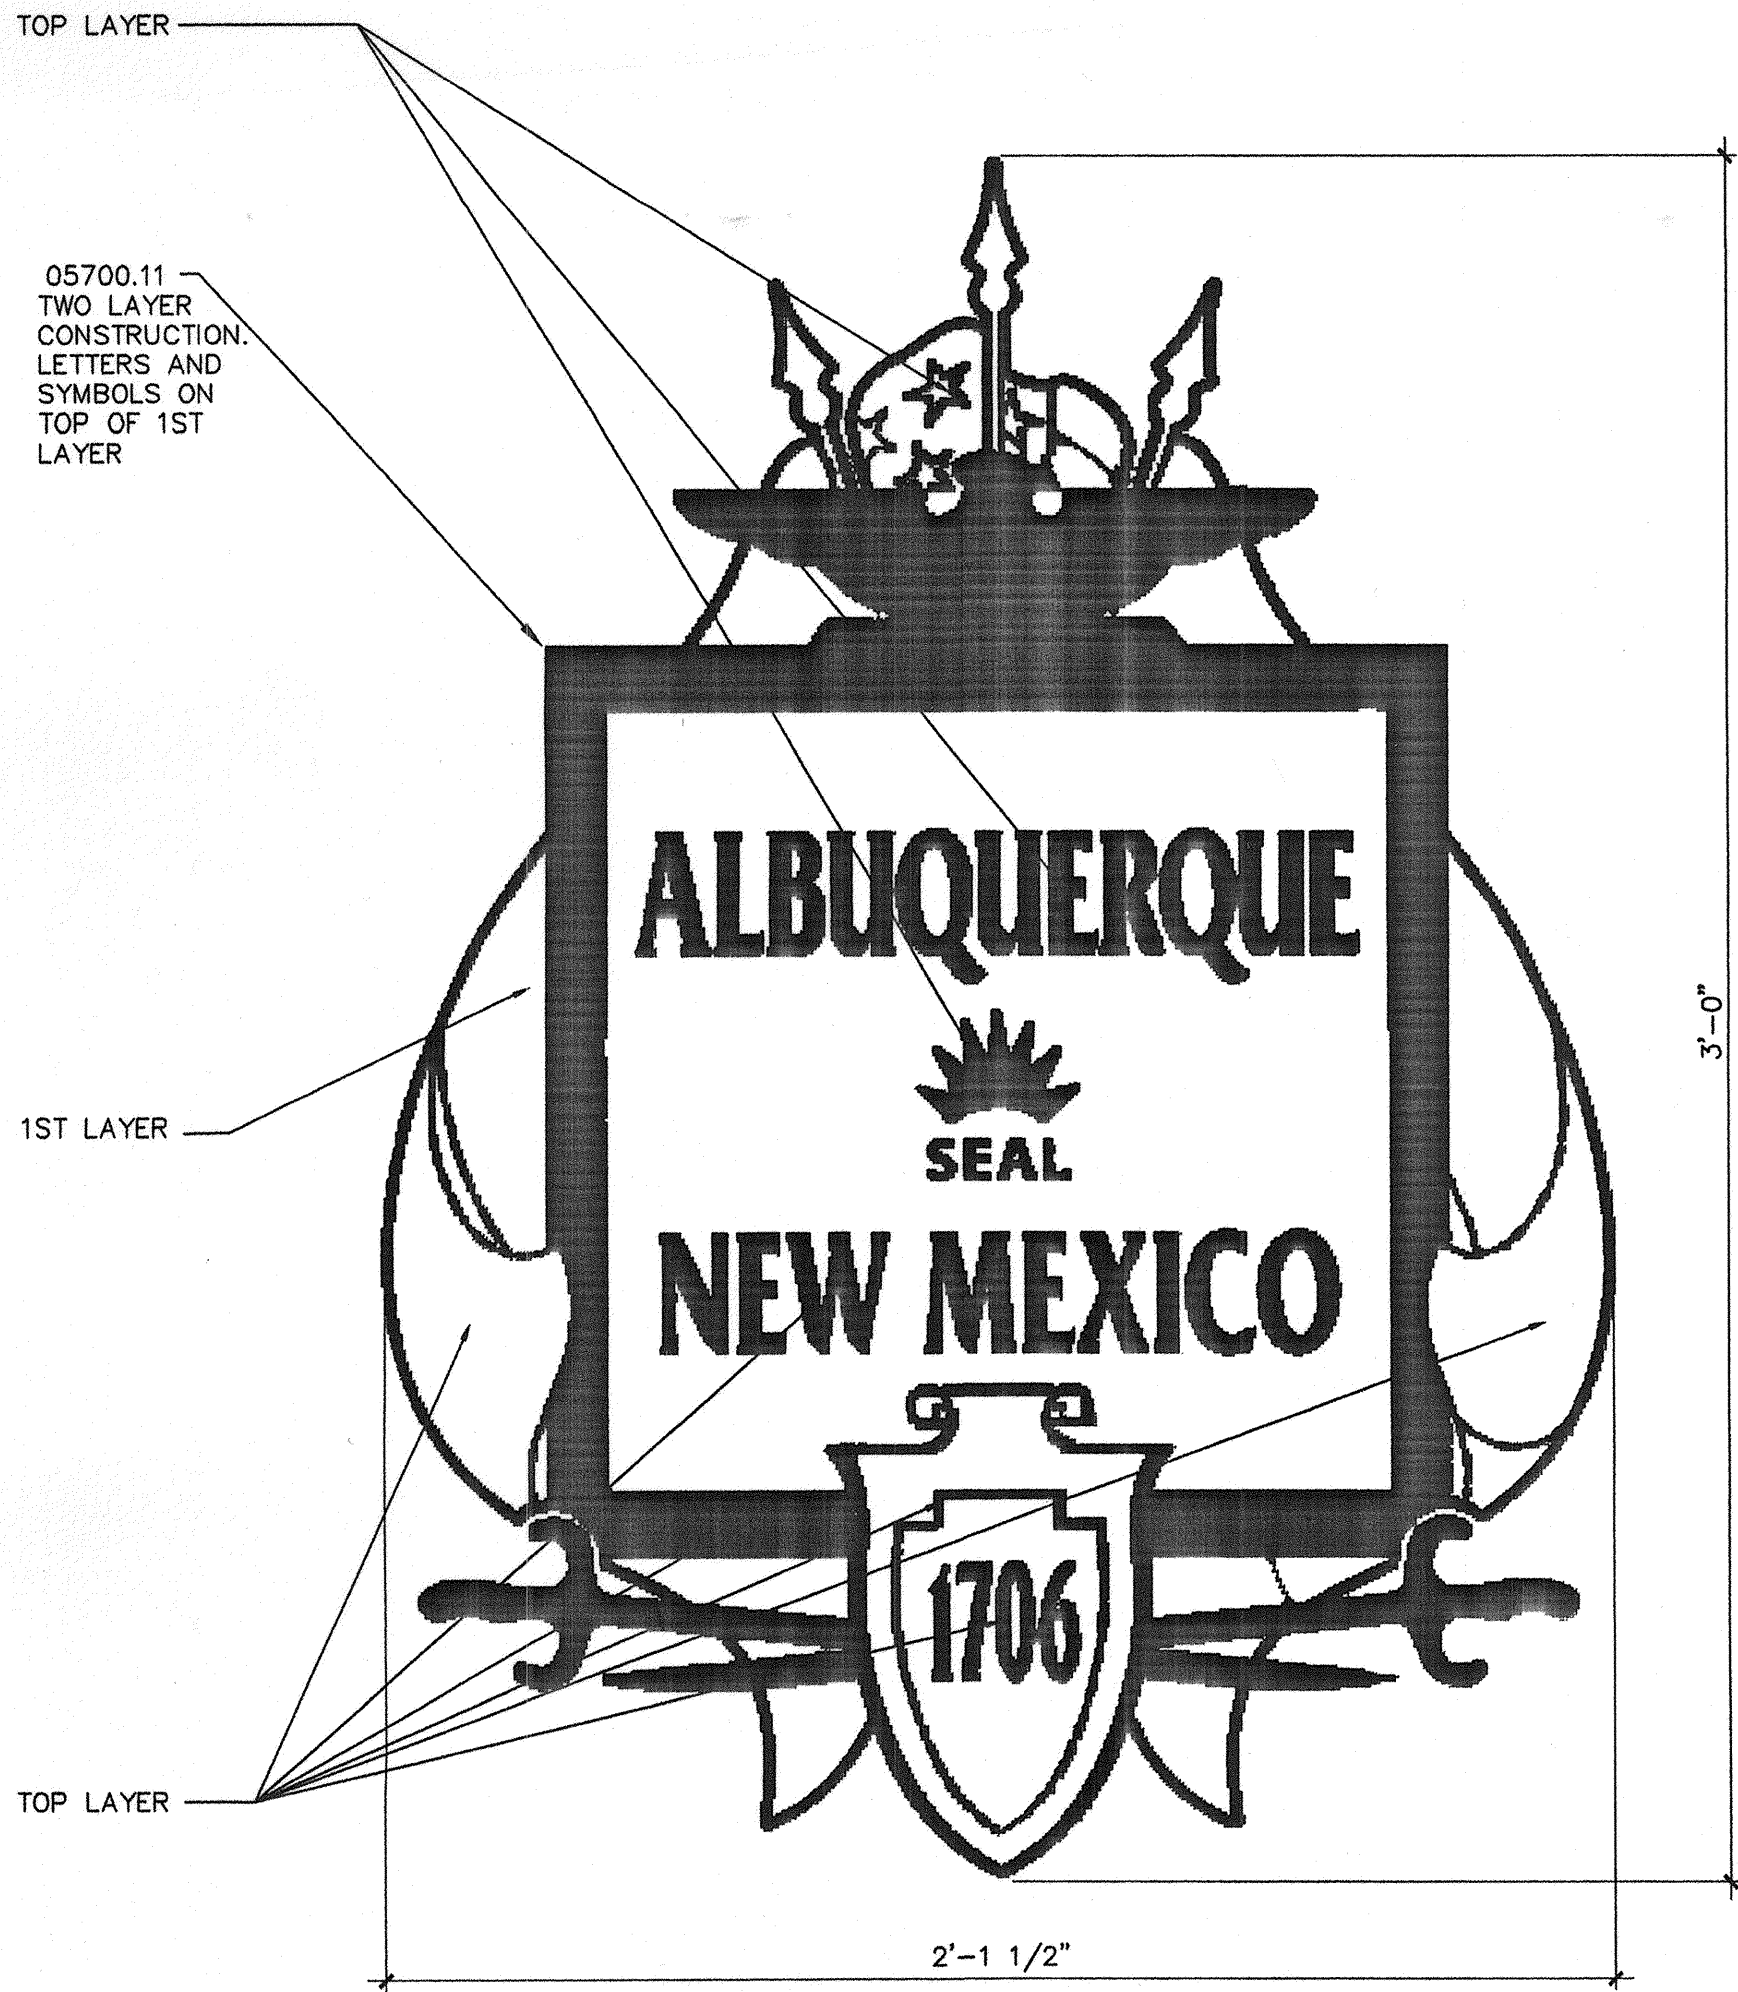 TOP LAYER
05700.11
TWO LAYER
CONSTRUCTION.
LETTERS AND
SYMBOLS ON
TOP OF 1ST
LAYER
ALBUQUERQUE
3'-0"
1ST LAYER
SEAL
NEW MEXICO
1706
TOP LAYER
2'-1 1/2"